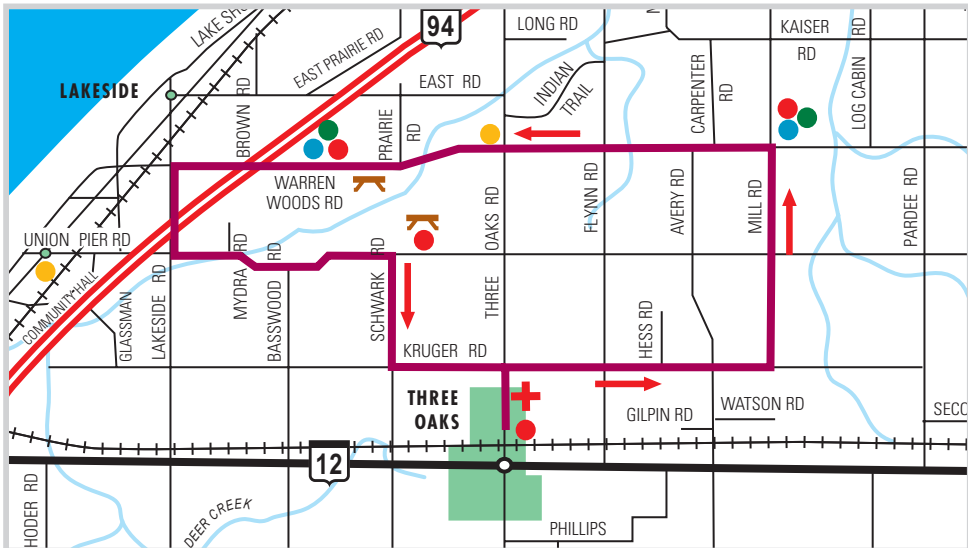 LAKE SHO
94
LONG RD
KAISER
RD
LOG CABIN RD
EAST PRAIRIE RD
LAKESIDE
EAST RD
INDIAN
TRAIL
BROWN RD
PRAIRIE RD
CARPENTER RD
WARREN
WOODS RD
OAKS RD
THREE
FLYNN RD
AVERY RD
MILL RD
PARDEE RD
UNION PIER RD
COMMUNITY HALL
GLASSMAN
LAKESIDE RD
MYDRA RD
BASSWOOD RD
SCHWARK RD
KRUGER RD
HESS RD
THREE
OAKS
GILPIN RD
WATSON RD
SECO
12
HODER RD
DEER CREEK
PHILLIPS